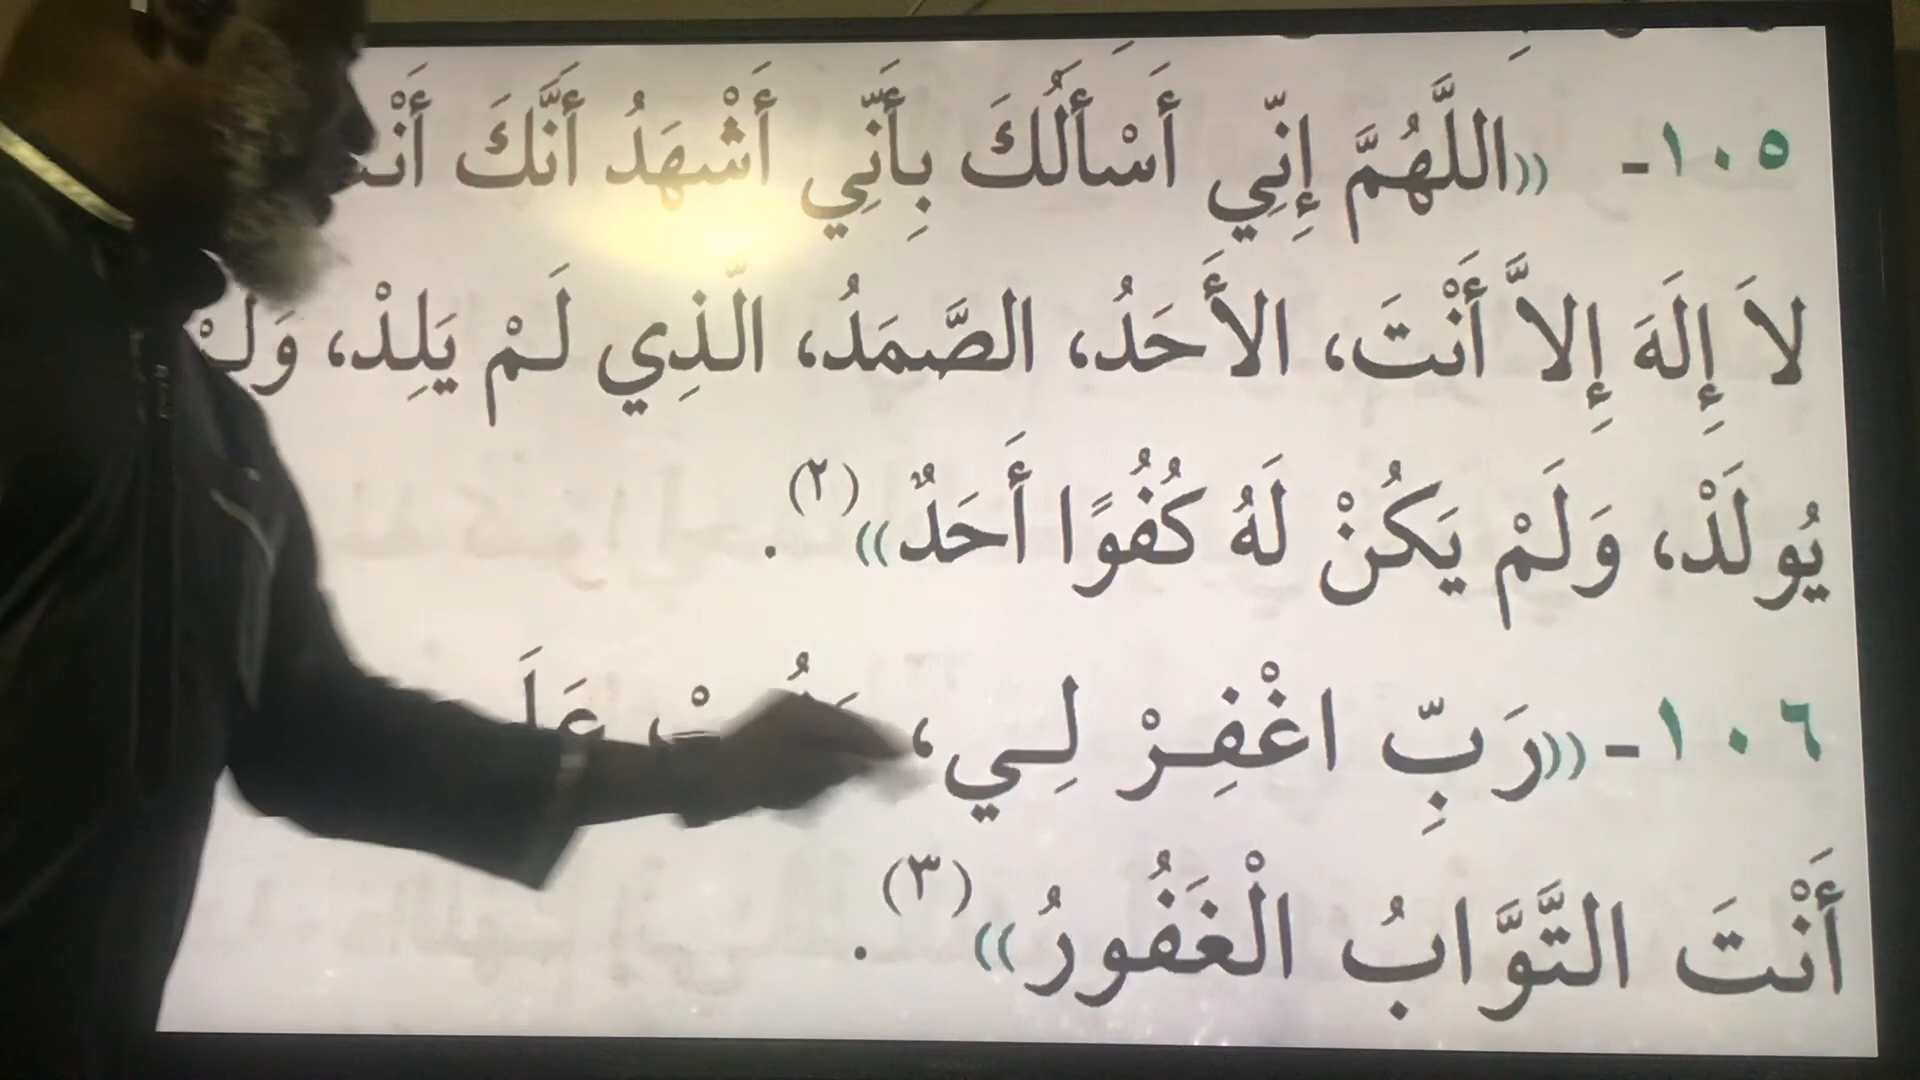 ١٠٥- ((اللَّهُمَّ إِنِّي أَسْأَلُكَ بِأَنِّي أَشْهَدُ أَنَّكَ
لاَ إِلَهَ إِلاَّ أَنْتَ، الأَحَدُ، الصَّمَدُ، الَّذِي لَمْ يَلِدْ،
يُولَدْ، وَلَمْ يَكُنْ لَهُ كُفُوًا أَحَدٌ))(٢).
١٠٦- ((رَبِّ اغْفِرْ لِي،
أَنْتَ التَّوَّابُ الْغَفُورُ))(٣).